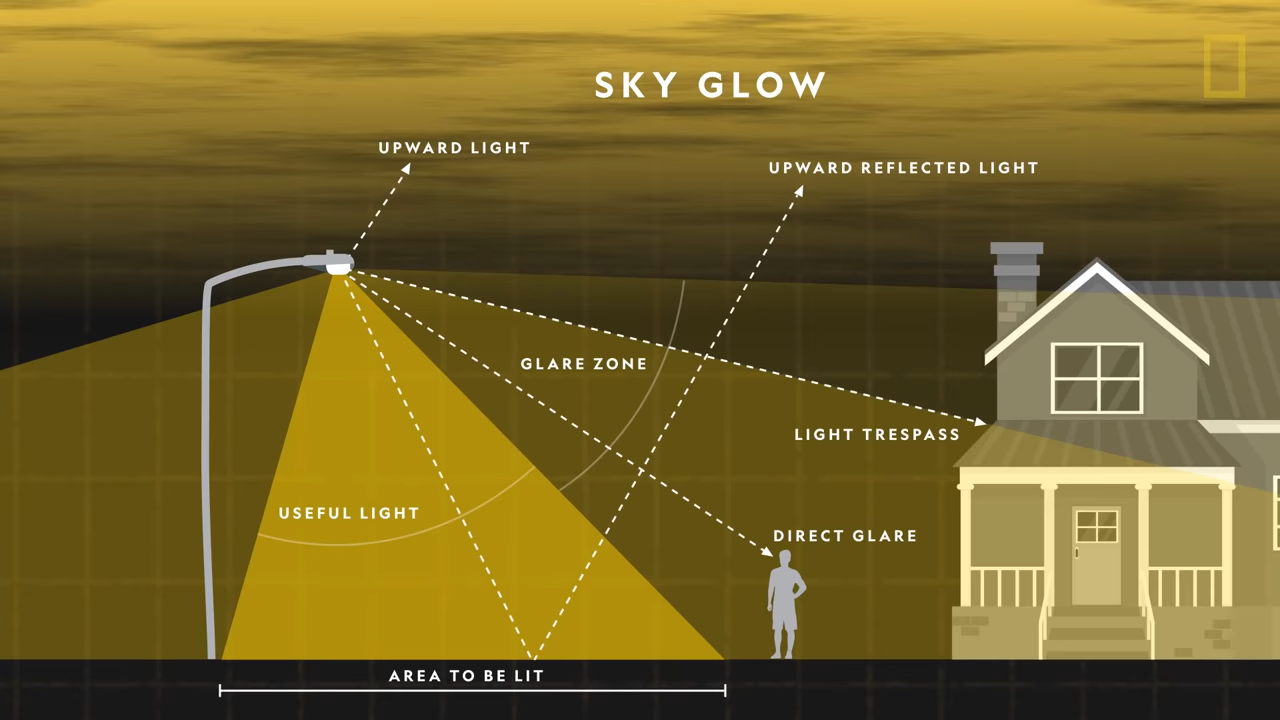 SKY GLOW
UPWARD LIGHT
UPWARD REFLECTED LIGHT
GLARE ZONE
LIGHT TRESPASS
USEFUL LIGHT
DIRECT GLARE
AREA TO BE LIT